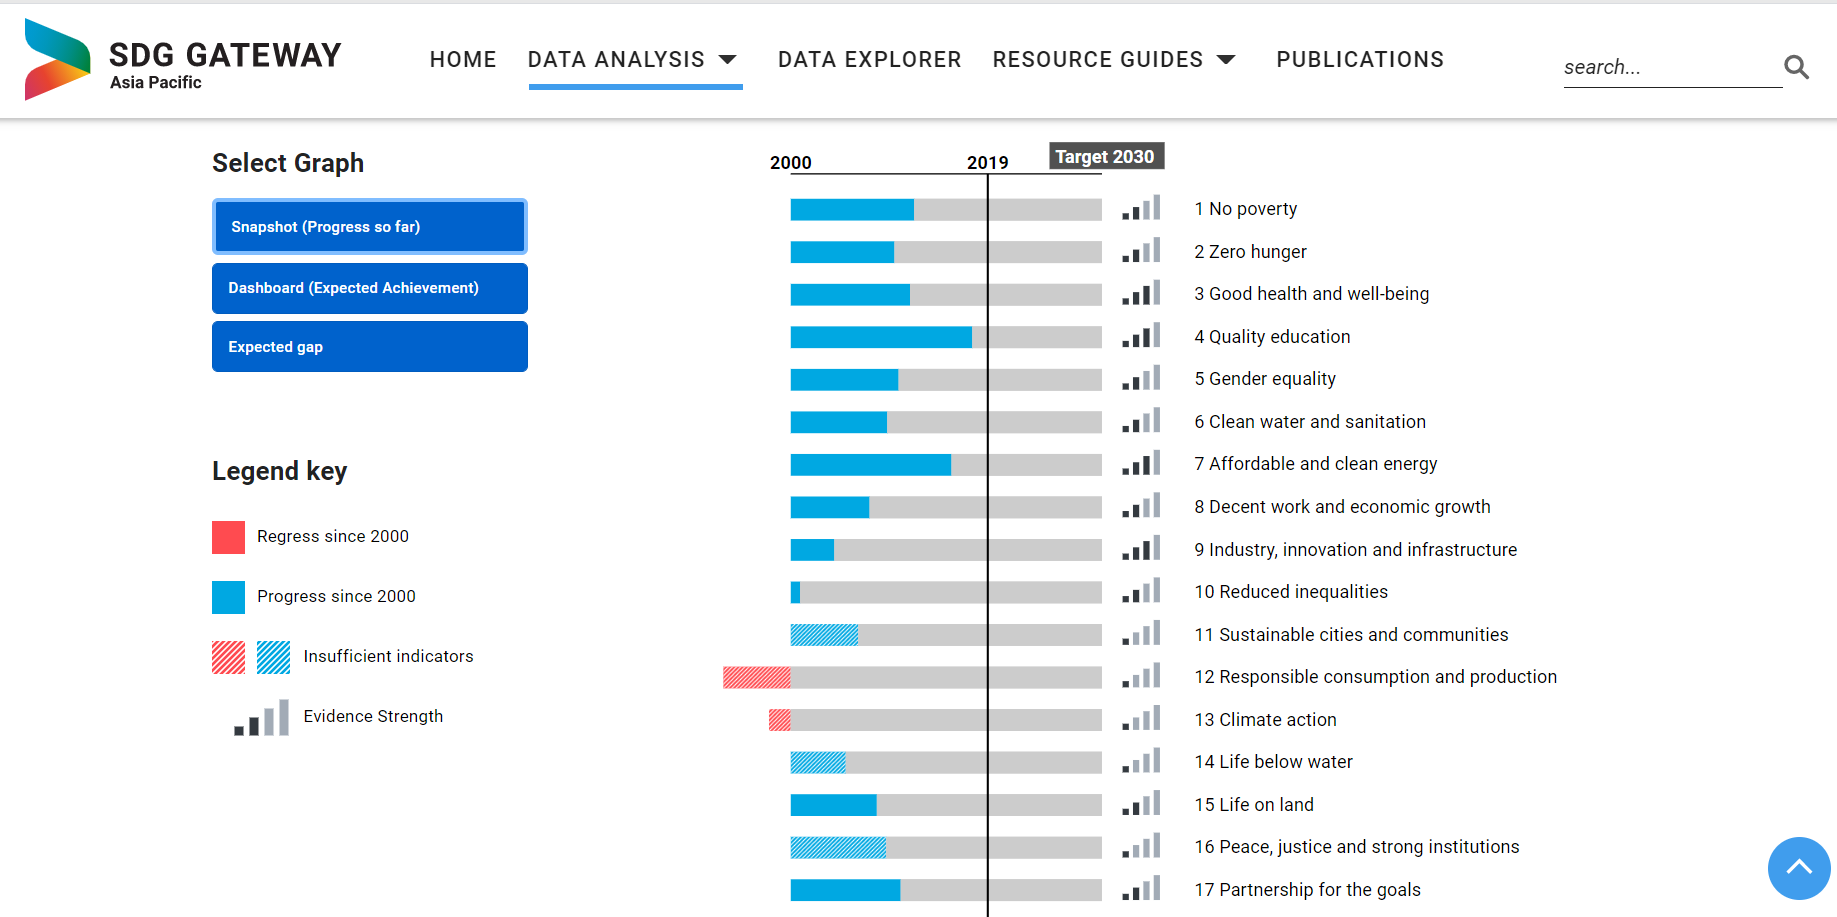 SDG GATEWAY
Asia Pacific
HOME
DATA ANALYSIS
DATA EXPLORER
RESOURCE GUIDES
PUBLICATIONS
search...
Select Graph
Snapshot (Progress so far)
Dashboard (Expected Achievement)
Expected gap
Legend key
Regress since 2000
Progress since 2000
Insufficient indicators
Evidence Strength
2000
2019
Target 2030
1 No poverty
2 Zero hunger
3 Good health and well-being
4 Quality education
5 Gender equality
6 Clean water and sanitation
7 Affordable and clean energy
8 Decent work and economic growth
9 Industry, innovation and infrastructure
10 Reduced inequalities
11 Sustainable cities and communities
12 Responsible consumption and production
13 Climate action
14 Life below water
15 Life on land
16 Peace, justice and strong institutions
17 Partnership for the goals